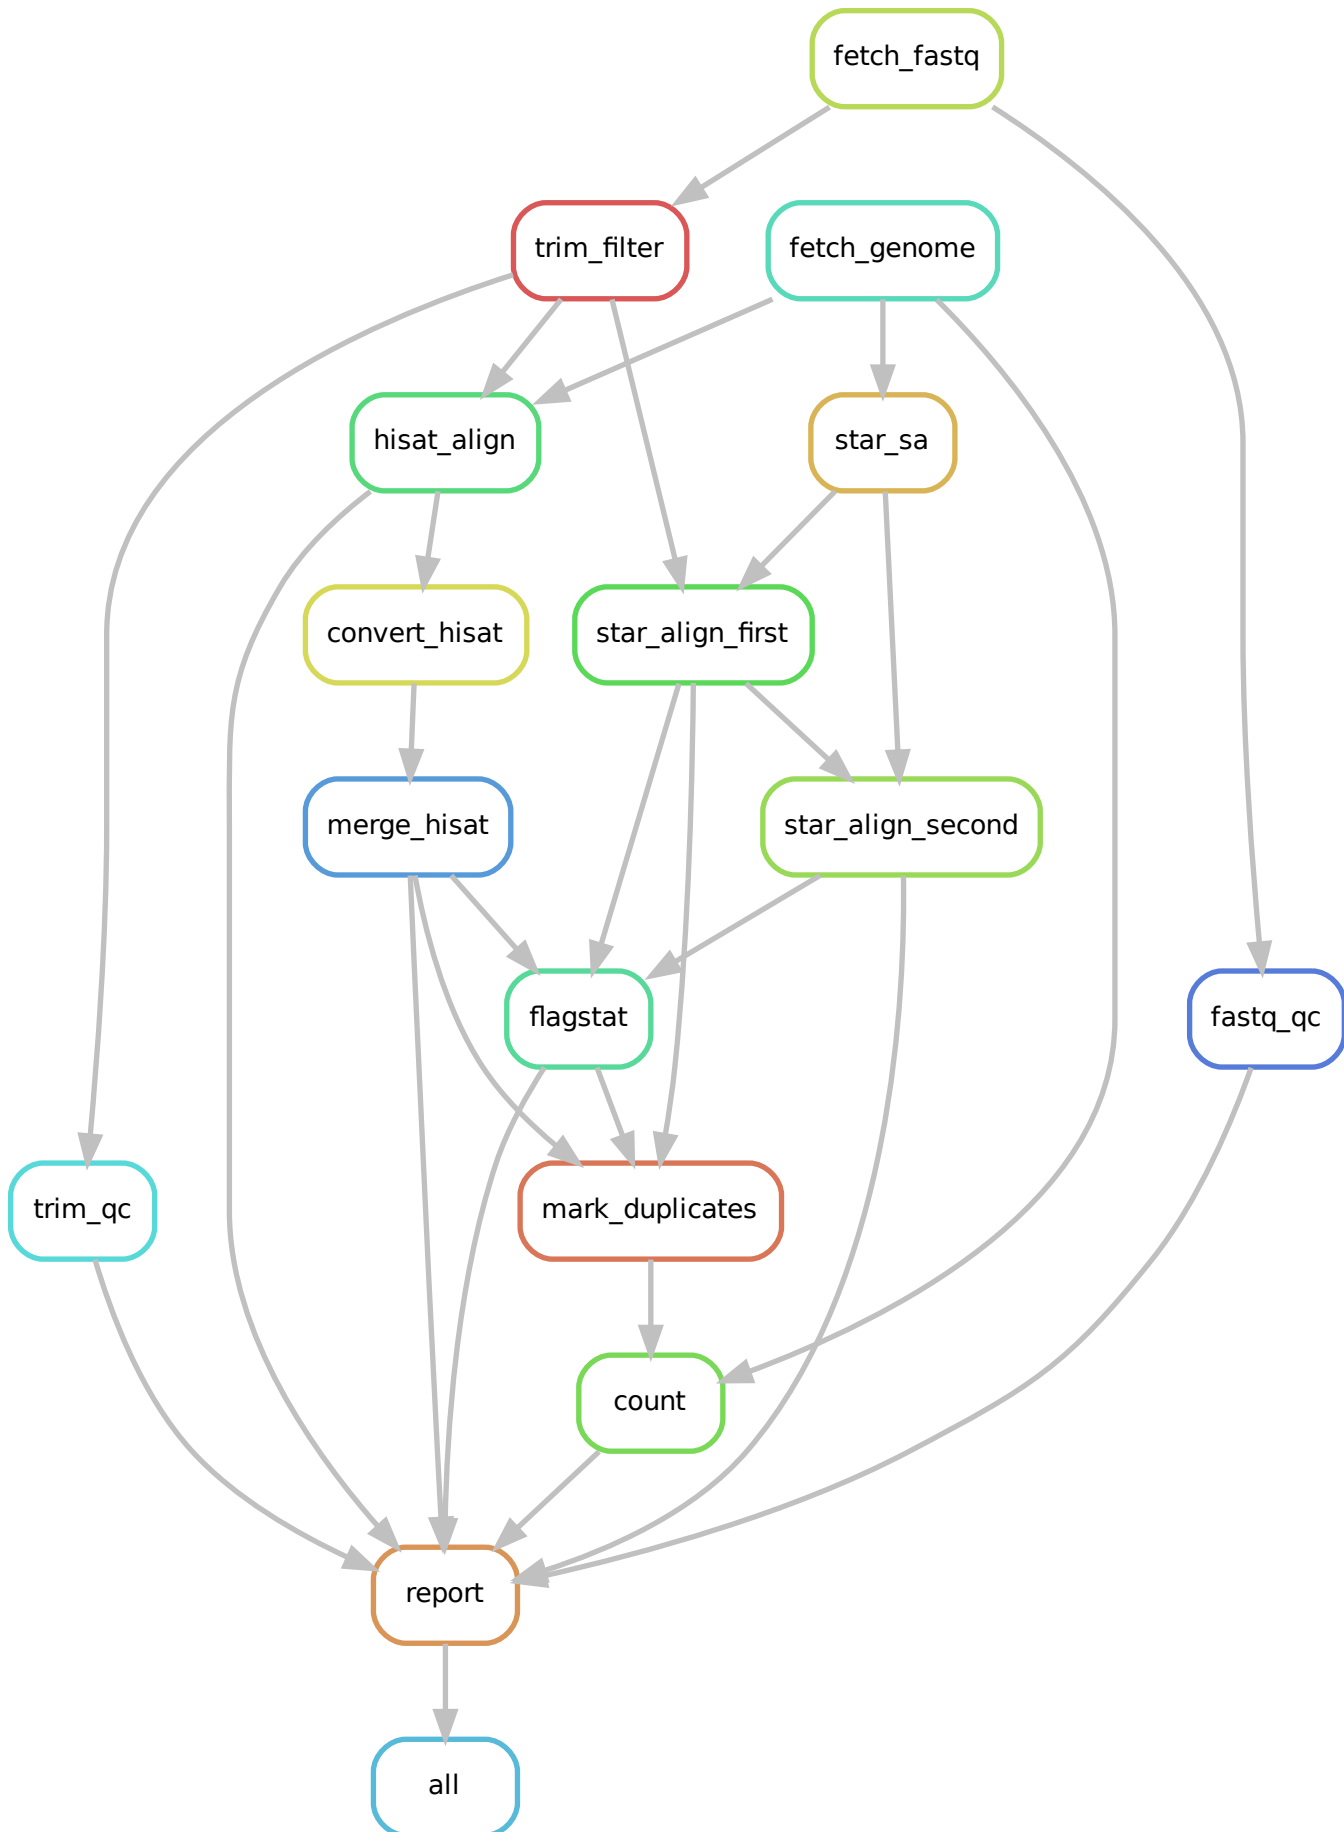 fetch_fastq
trim_filter
fetch_genome
hisat_align
star_sa
convert_hisat
star_align_first
merge_hisat
star_align_second
flagstat
fastq_qc
trim_qc
mark_duplicates
count
report
all